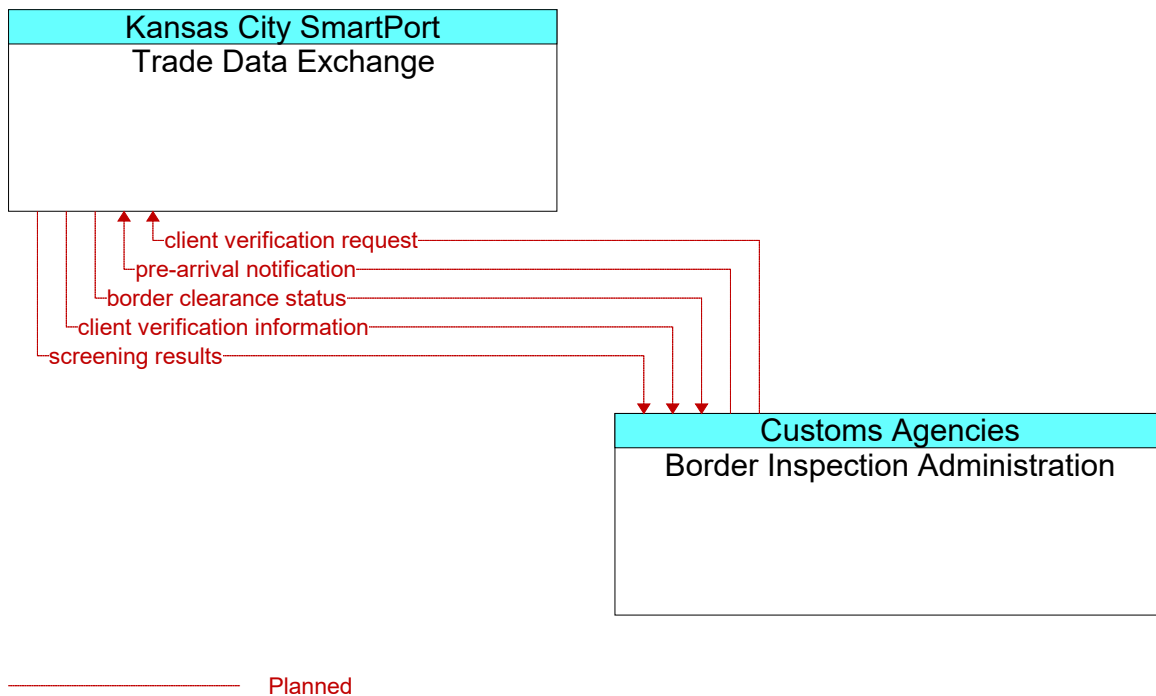 Kansas City SmartPort
Trade Data Exchange
client verification request
pre-arrival notification
border clearance status
client verification information
screening results
Customs Agencies
Border Inspection Administration
Planned